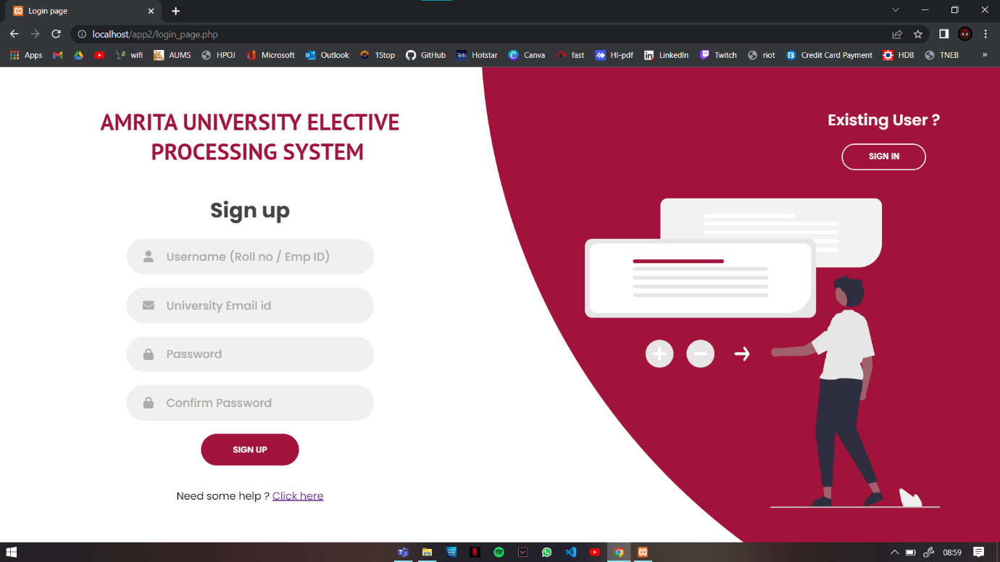 Login page
localhost/app2/login_page.php
Apps wifi AUMS HPOJ Microsoft Outlook 1Stop GitHub Hotstar Canva fast HI-pdf LinkedIn Twitch riot Credit Card Payment HDB TNEB »
AMRITA UNIVERSITY ELECTIVE
PROCESSING SYSTEM
Sign up
Username (Roll no / Emp ID)
University Email id
Password
Confirm Password
SIGN UP
Need some help ? Click here
Existing User ?
SIGN IN
08:59